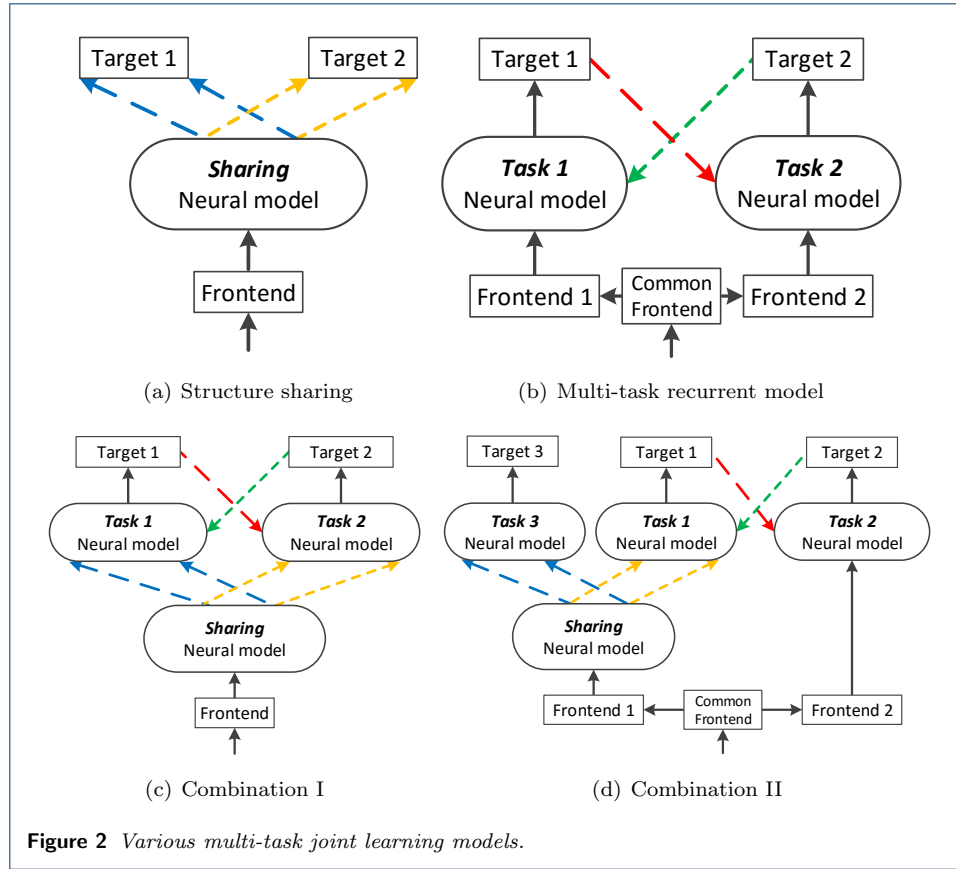 Target 1
Target 2
Sharing
Neural model
Frontend
(a) Structure sharing
Target 1
Target 2
Task 1
Neural model
Task 2
Neural model
Frontend 1
Common
Frontend
Frontend 2
(b) Multi-task recurrent model
Target 1
Target 2
Task 1
Neural model
Task 2
Neural model
Sharing
Neural model
Frontend
(c) Combination I
Target 3
Target 1
Target 2
Task 3
Neural model
Task 1
Neural model
Task 2
Neural model
Sharing
Neural model
Frontend 1
Common
Frontend
Frontend 2
(d) Combination II
Figure 2 Various multi-task joint learning models.